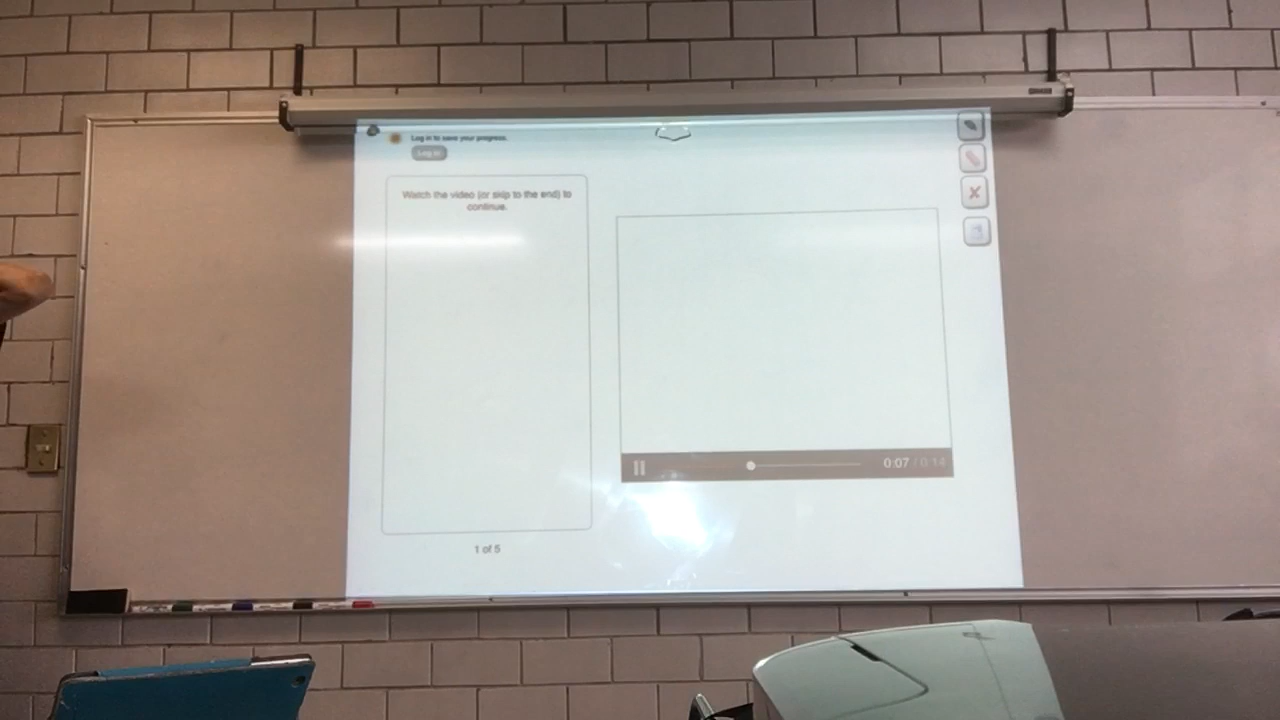 Log in to save your progress.
Log in
Watch the video (or skip to the end) to
continue.
0:07 / 0:14
1 of 5